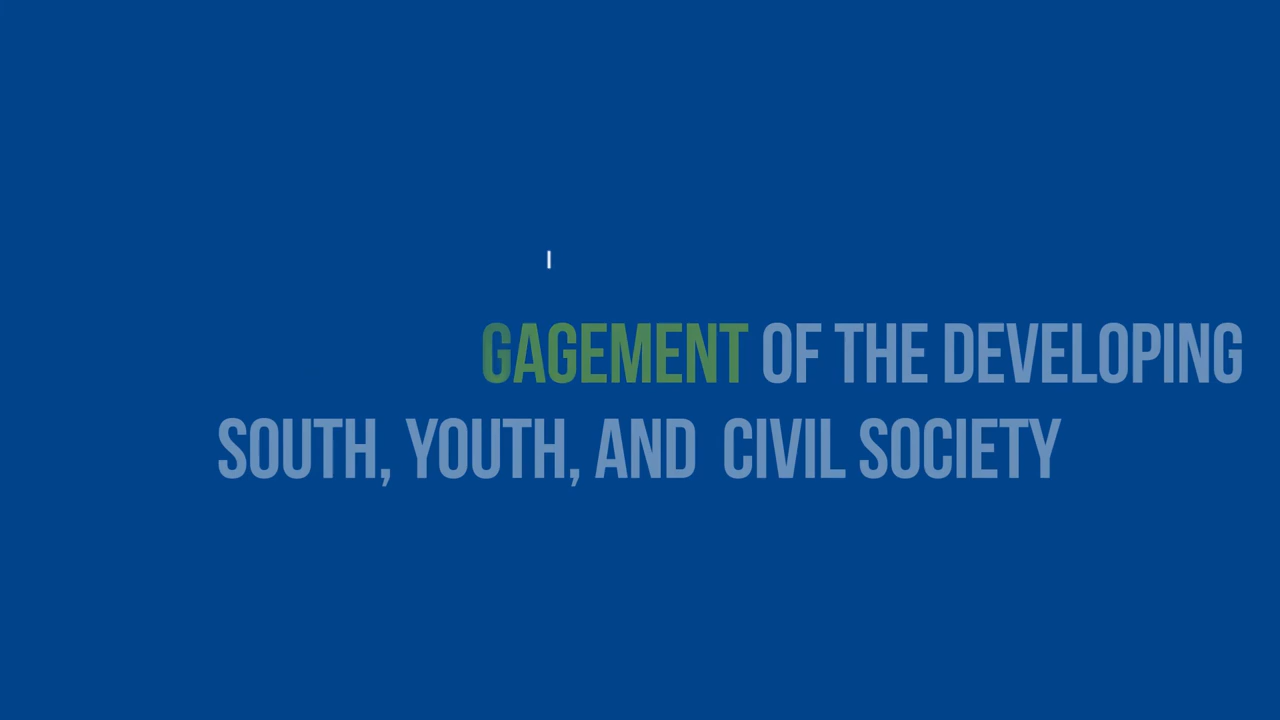 GAGEMENT OF THE DEVELOPING
SOUTH, YOUTH, AND CIVIL SOCIETY